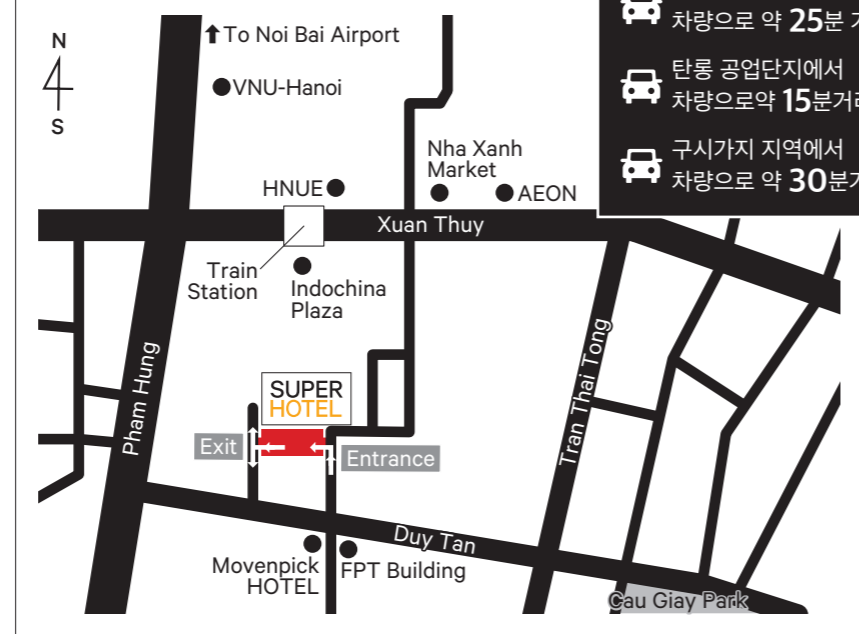 차량으로 약 25분
탄롱 공업단지에서
차량으로약 15분거리
구시가지 지역에서
차량으로 약 30분
N
S
To Noi Bai Airport
VNU-Hanoi
HNUE
Nha Xanh
Market
AEON
Xuan Thuy
Train
Station
Indochina
Plaza
Pham Hung
Tran Thai Tong
SUPER
HOTEL
Exit
Entrance
Duy Tan
Movenpick
HOTEL
FPT Building
Cau Giay Park